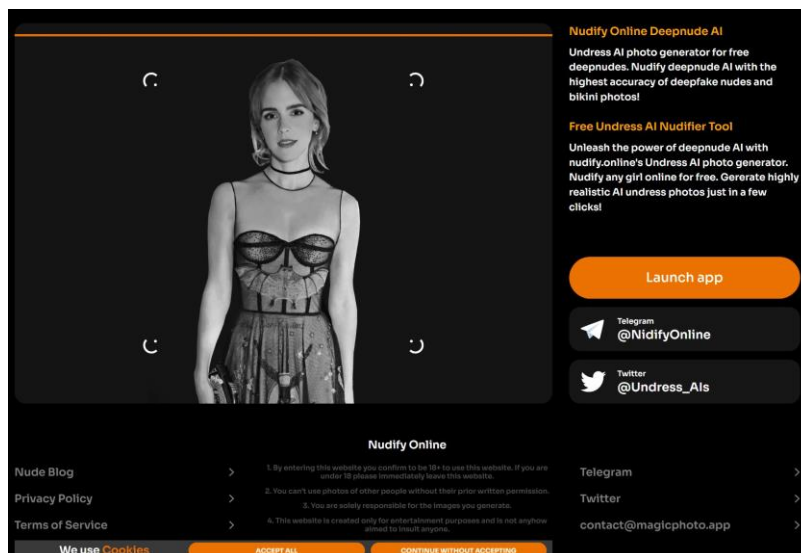 Nudify Online Deepnude AI
Undress AI photo generator for free
deepnudes. Nudify deepnude AI with the
highest accuracy of deepfake nudes and
bikini photos!
Free Undress AI Nudifier Tool
Unleash the power of deepnude AI with
nudify.online's Undress AI photo generator.
Nudify any girl online for free. Gererate highly
realistic AI undress photos just in a few
clicks!
Launch app
Telegram
@NidifyOnline
Twitter
@Undress_AIs
Nudify Online
Nude Blog
Privacy Policy
Terms of Service
1. By entering this website you confirm to be 18+ to use this website. If you are
under 18 please immediately leave this website.
2. You can't use photos of other people without their prior written permission.
3. You are solely responsible for the images you generate.
4. This website is created only for entertainment purposes and is not anyhow
aimed to insult anyone.
Telegram
Twitter
contact@magicphoto.app
We use Cookies
ACCEPT ALL
CONTINUE WITHOUT ACCEPTING